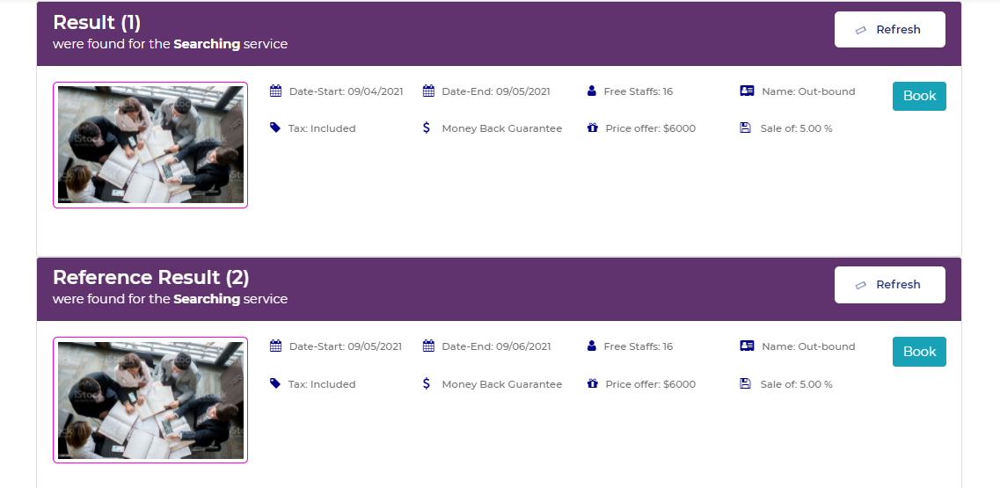 Result (1)
were found for the Searching service
Refresh
Date-Start: 09/04/2021
Date-End: 09/05/2021
Free Staffs: 16
Name: Out-bound
Book
Tax: Included
Money Back Guarantee
Price offer: $6000
Sale of: 5.00 %
iStock
Reference Result (2)
were found for the Searching service
Refresh
Date-Start: 09/05/2021
Date-End: 09/06/2021
Free Staffs: 16
Name: Out-bound
Book
Tax: Included
Money Back Guarantee
Price offer: $6000
Sale of: 5.00 %
iStock